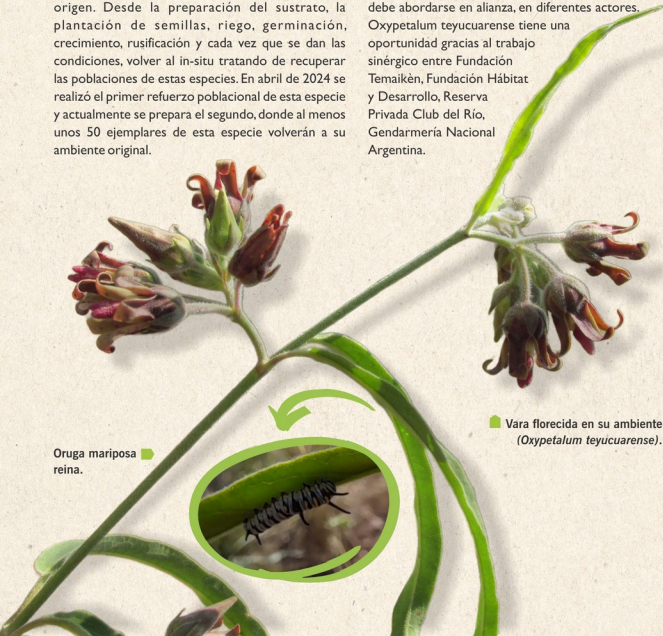 origen. Desde la preparación del sustrato, la
plantación de semillas, riego, germinación,
crecimiento, rusificación y cada vez que se dan las
condiciones, volver al in-situ tratando de recuperar
las poblaciones de estas especies. En abril de 2024 se
realizó el primer refuerzo poblacional de esta especie
y actualmente se prepara el segundo, donde al menos
unos 50 ejemplares de esta especie volverán a su
ambiente original.
debe abordarse en alianza, en diferentes actores.
Oxypetalum teyucuarense tiene una
oportunidad gracias al trabajo
sinérgico entre Fundación
Temaikèn, Fundación Hábitat
y Desarrollo, Reserva
Privada Club del Río,
Gendarmería Nacional
Argentina.
Vara florecida en su ambiente
(Oxypetalum teyucuarense).
Oruga mariposa
reina.